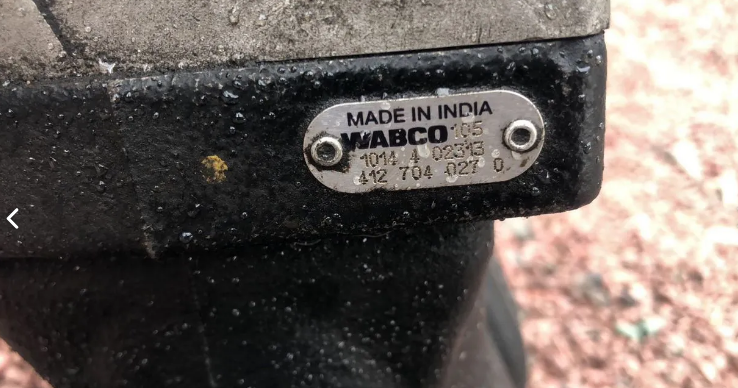 MADE IN INDIA
WABCO 105
1014 4 02313
412 704 027 0